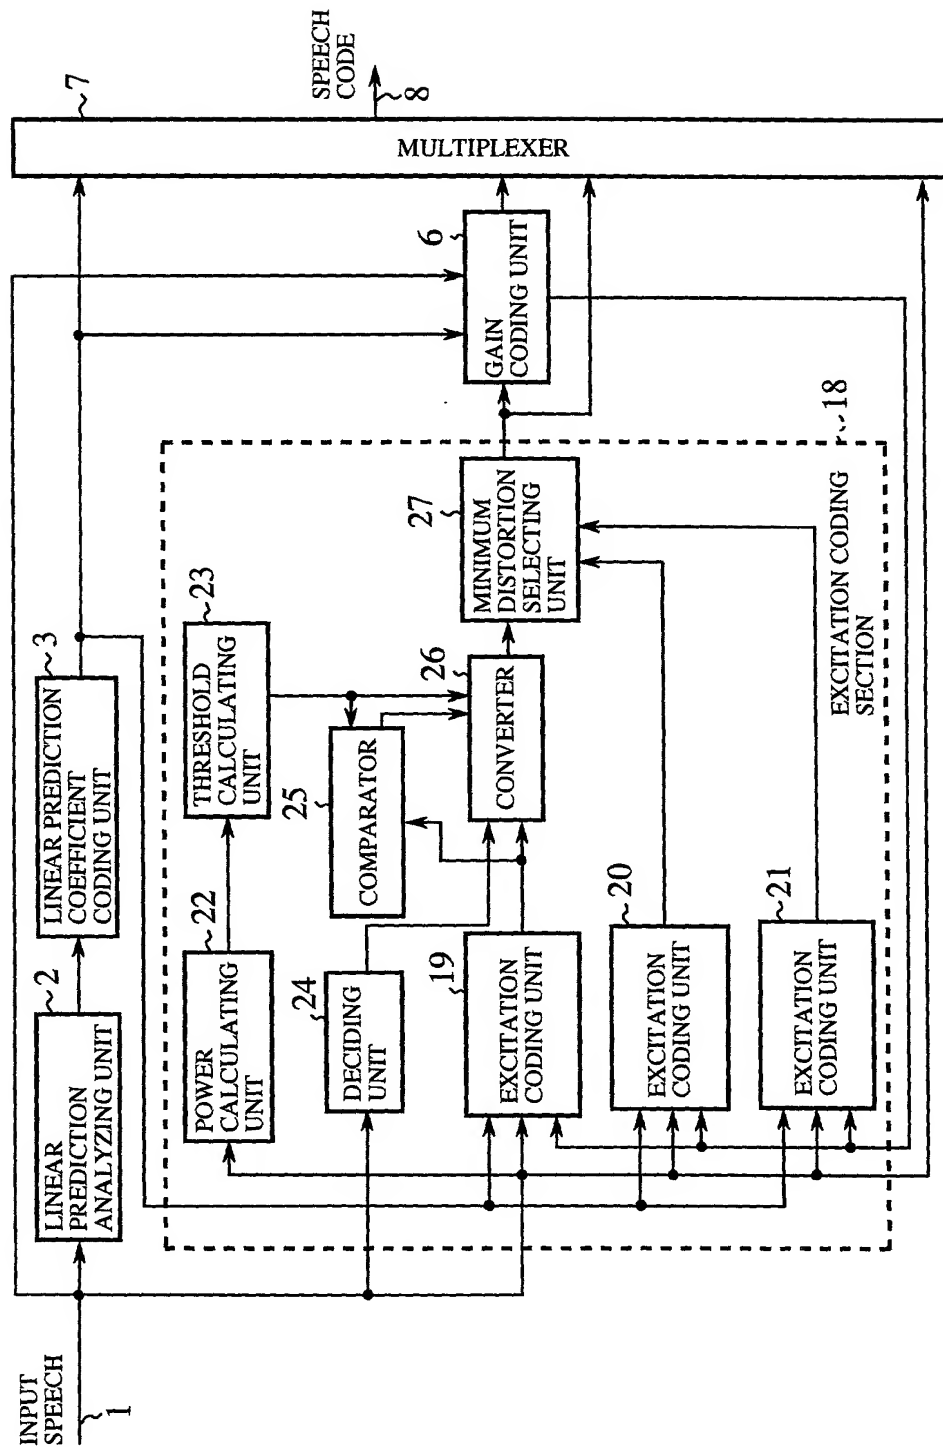 INPUT
SPEECH
1
LINEAR
PREDICTION
ANALYZING UNIT
2
LINEAR PREDICTION
COEFFICIENT
CODING UNIT
3
7
MULTIPLEXER
SPEECH
CODE
8
POWER
CALCULATING
UNIT
22
THRESHOLD
CALCULATING
UNIT
23
24
DECIDING
UNIT
25
COMPARATOR
19
EXCITATION
CODING UNIT
26
CONVERTER
27
MINIMUM
DISTORTION
SELECTING
UNIT
6
GAIN
CODING UNIT
20
EXCITATION
CODING UNIT
21
EXCITATION
CODING UNIT
EXCITATION CODING
SECTION
18